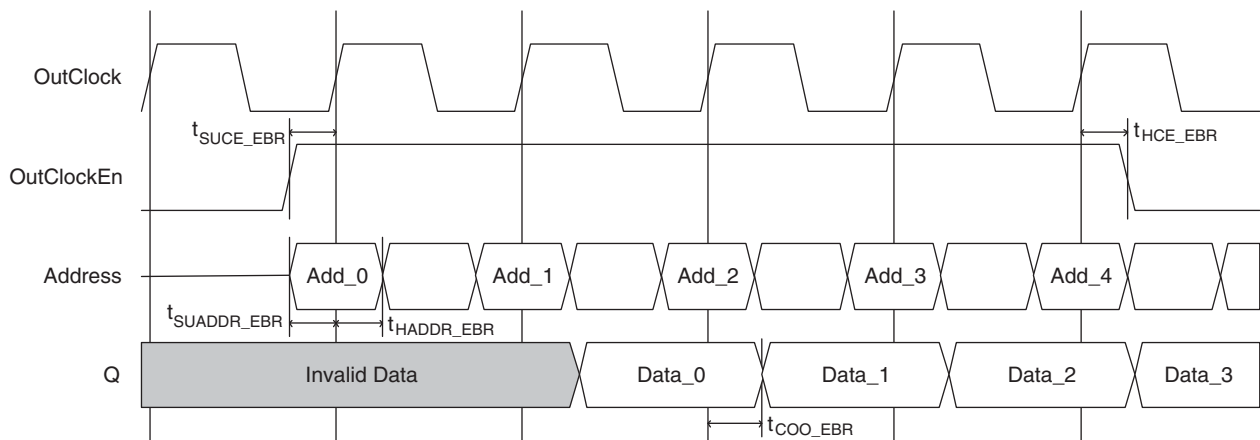 OutClock
tSUCE_EBR
tHCE_EBR
OutClockEn
Address
Add_0
Add_1
Add_2
Add_3
Add_4
tSUADDR_EBR
tHADDR_EBR
Q
Invalid Data
Data_0
Data_1
Data_2
Data_3
tCOO_EBR